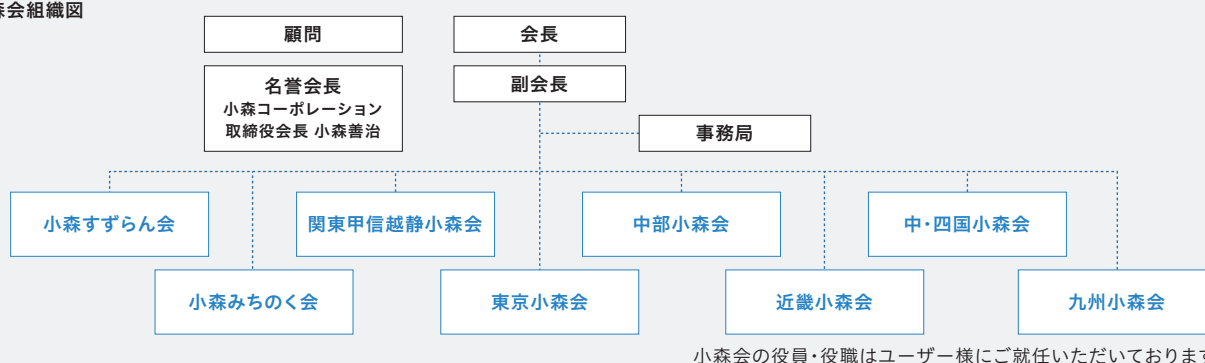 森会組織図
顧問
会長
名誉会長
小森コーポレーション
取締役会長 小森善治
副会長
事務局
小森すずらん会
関東甲信越静小森会
中部小森会
中・四国小森会
小森みちのく会
東京小森会
近畿小森会
九州小森会
小森会の役員・役職はユーザー様にご就任いただいております